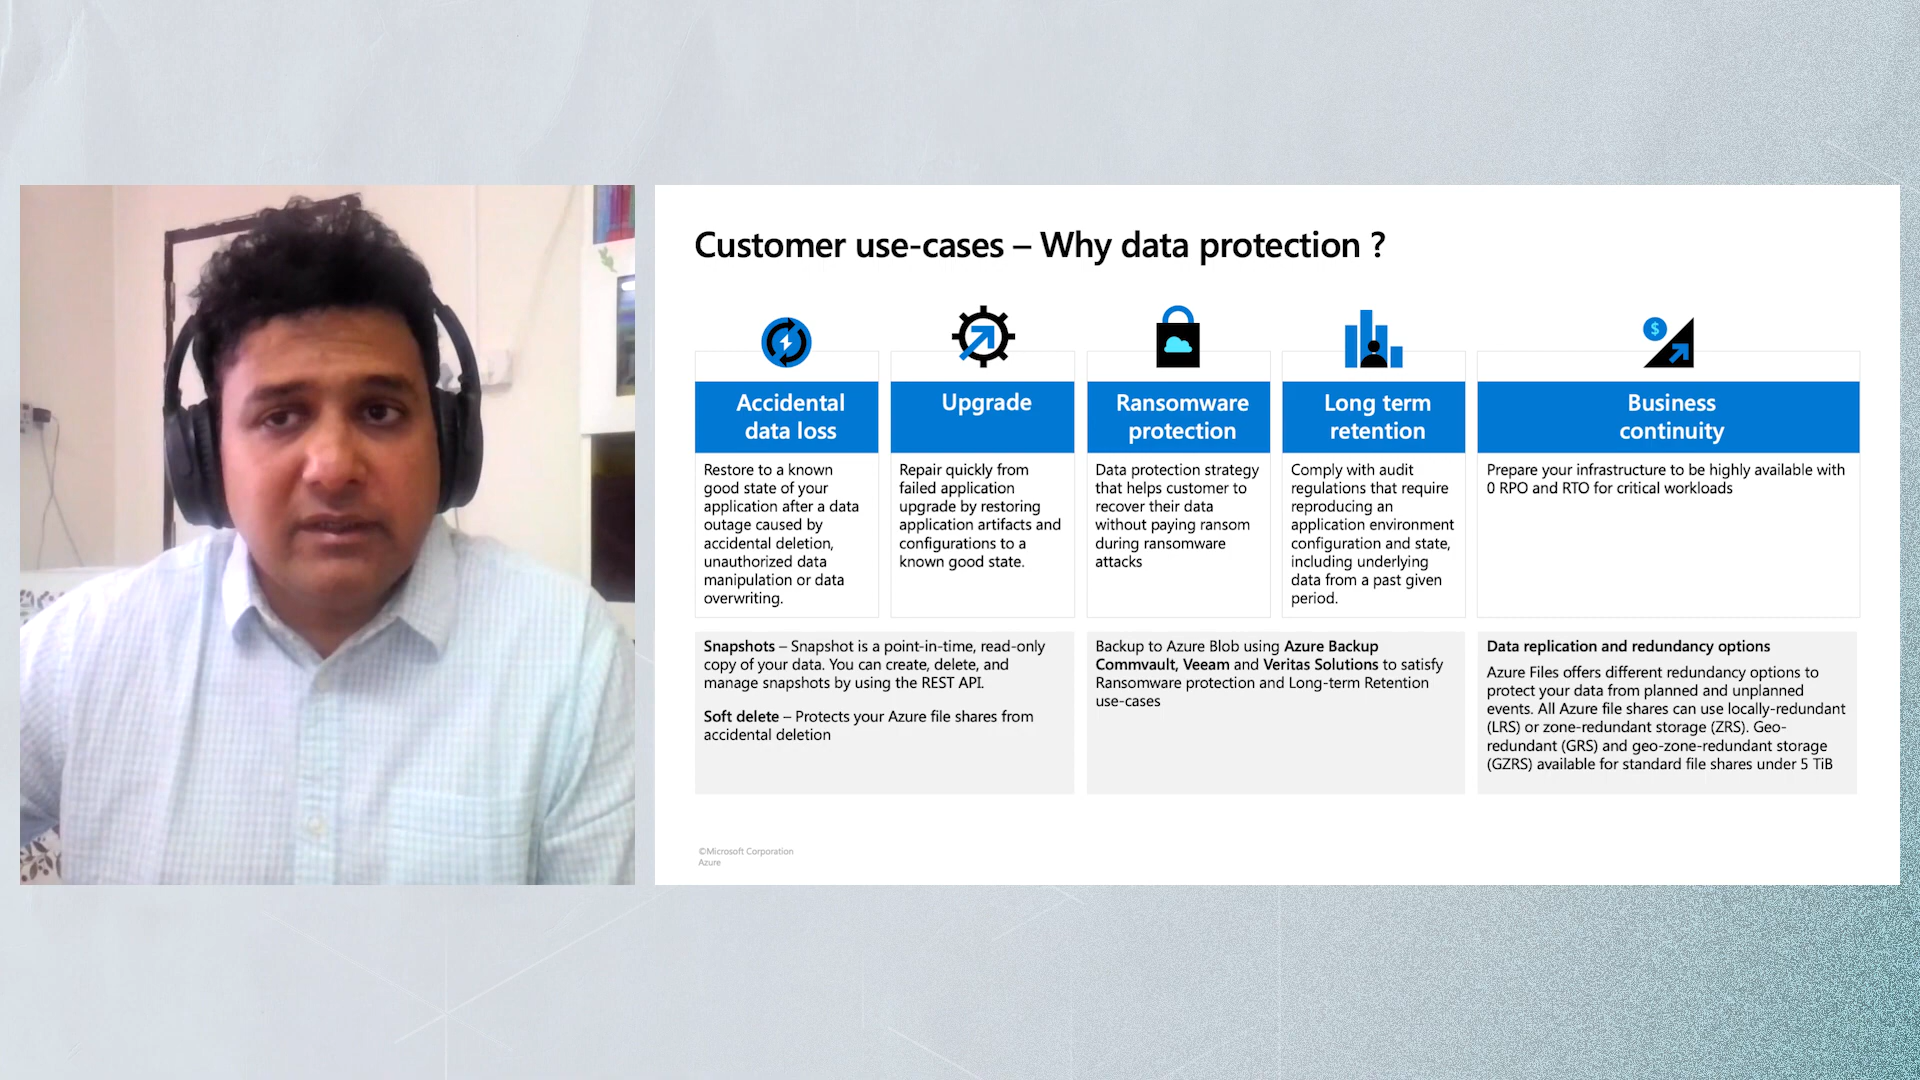 Customer use-cases – Why data protection ?
$
Accidental
data loss
Restore to a known
good state of your
application after a data
outage caused by
accidental deletion,
unauthorized data
manipulation or data
overwriting.
Upgrade
Repair quickly from
failed application
upgrade by restoring
application artifacts and
configurations to a
known good state.
Ransomware
protection
Data protection strategy
that helps customer to
recover their data
without paying ransom
during ransomware
attacks
Long term
retention
Comply with audit
regulations that require
reproducing an
application environment
configuration and state,
including underlying
data from a past given
period.
Business
continuity
Prepare your infrastructure to be highly available with
0 RPO and RTO for critical workloads
Snapshots – Snapshot is a point-in-time, read-only
copy of your data. You can create, delete, and
manage snapshots by using the REST API.
Soft delete – Protects your Azure file shares from
accidental deletion
Backup to Azure Blob using Azure Backup
Commvault, Veeam and Veritas Solutions to satisfy
Ransomware protection and Long-term Retention
use-cases
Data replication and redundancy options
Azure Files offers different redundancy options to
protect your data from planned and unplanned
events. All Azure file shares can use locally-redundant
(LRS) or zone-redundant storage (ZRS). Geo-
redundant (GRS) and geo-zone-redundant storage
(GZRS) available for standard file shares under 5 TiB
©Microsoft Corporation
Azure